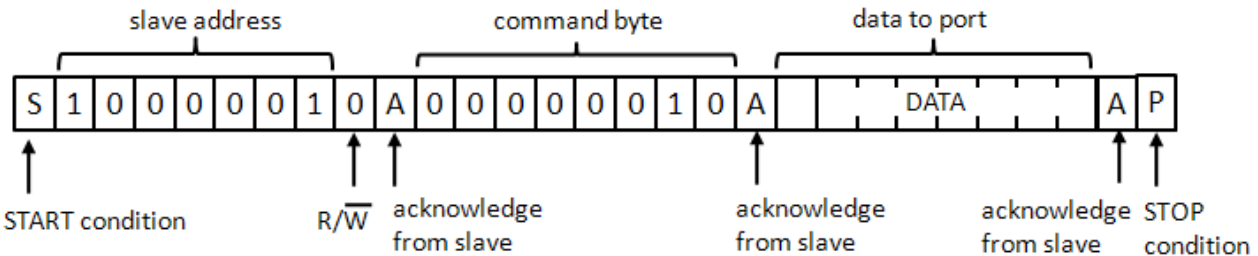 slave address command byte data to port
S 1 0 0 0 0 0 1 0 A 0 0 0 0 0 0 1 0 A DATA A P
START condition R/W̅ acknowledge from slave acknowledge from slave acknowledge from slave STOP condition